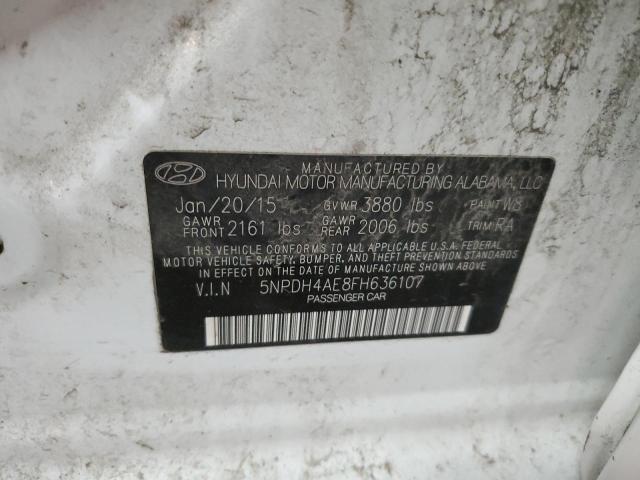 MANUFACTURED BY
HYUNDAI MOTOR MANUFACTURING ALABAMA, LLC
Jan/20/15 GVWR 3880 lbs PAINT W8
GAWR FRONT 2161 lbs GAWR REAR 2006 lbs TRIM RA
THIS VEHICLE CONFORMS TO ALL APPLICABLE U.S.A. FEDERAL
MOTOR VEHICLE SAFETY, BUMPER, AND THEFT PREVENTION
STANDARDS IN EFFECT ON THE DATE OF MANUFACTURE SHOWN ABOVE.
V.I.N 5NPDH4AE8FH636107
PASSENGER CAR